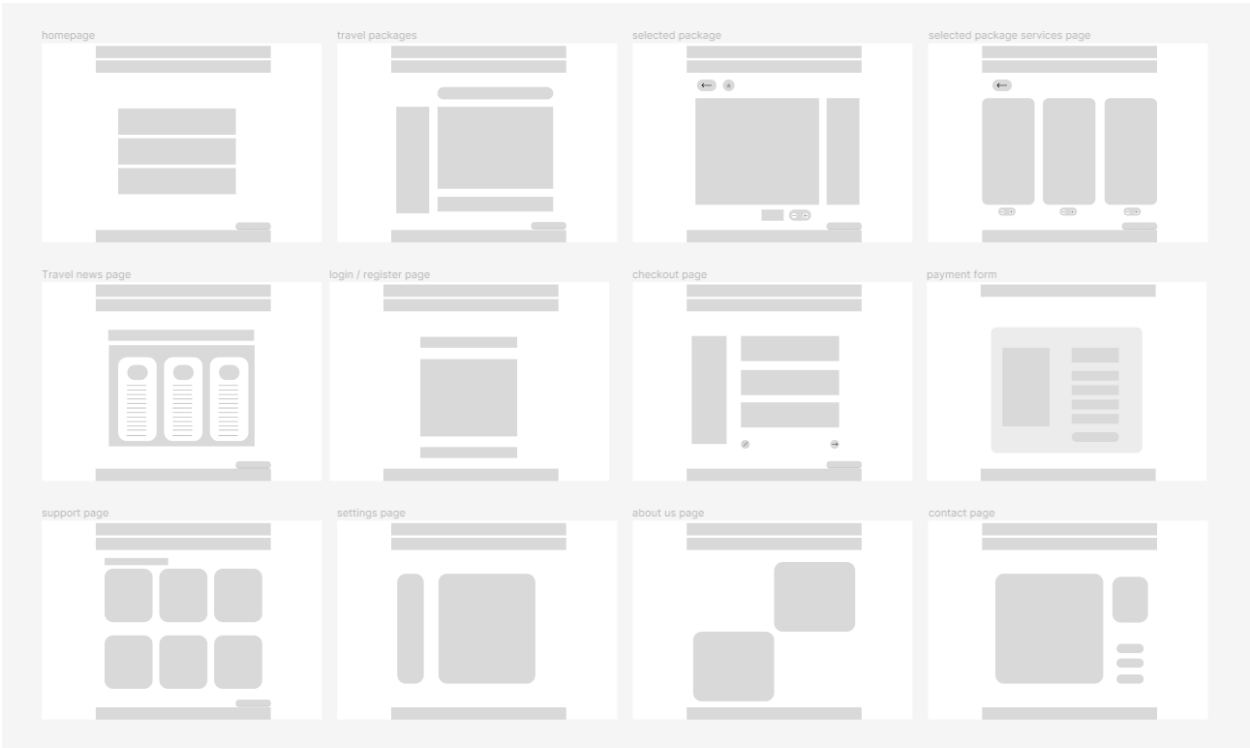 homepage
travel packages
selected package
selected package services page
Travel news page
login / register page
checkout page
payment form
support page
settings page
about us page
contact page